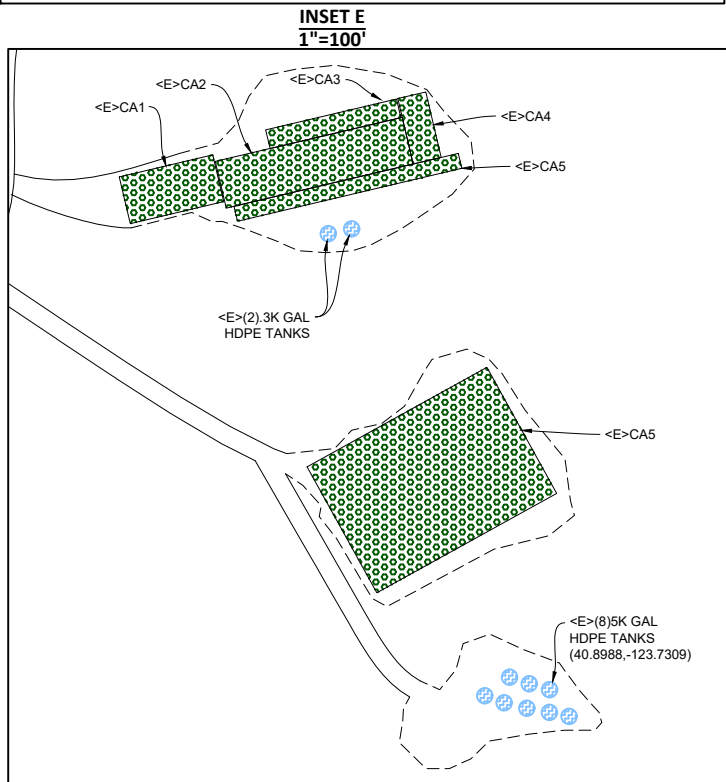 INSET E
1"=100'
<E>CA1
<E>CA2
<E>CA3
<E>CA4
<E>CA5
<E>(2).3K GAL
HDPE TANKS
<E>CA5
<E>(8)5K GAL
HDPE TANKS
(40.8988,-123.7309)